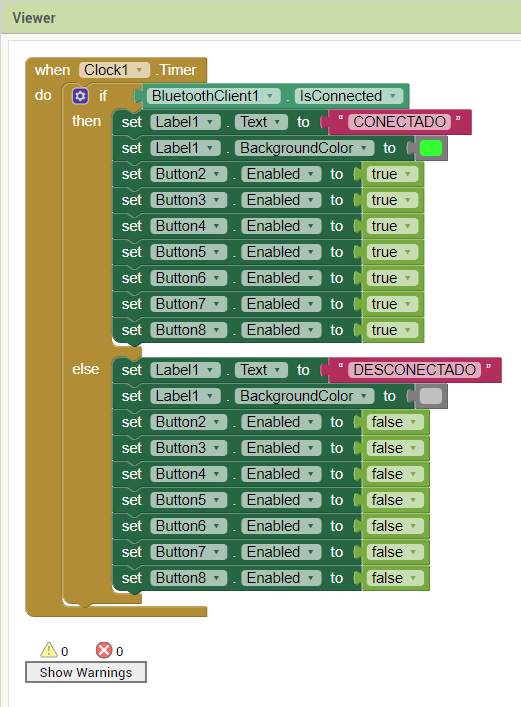 Viewer
when Clock1 .Timer
do if BluetoothClient1 . IsConnected
then set Label1 . Text to " CONECTADO "
set Label1 . BackgroundColor to
set Button2 . Enabled to true
set Button3 . Enabled to true
set Button4 . Enabled to true
set Button5 . Enabled to true
set Button6 . Enabled to true
set Button7 . Enabled to true
set Button8 . Enabled to true
else set Label1 . Text to " DESCONECTADO "
set Label1 . BackgroundColor to
set Button2 . Enabled to false
set Button3 . Enabled to false
set Button4 . Enabled to false
set Button5 . Enabled to false
set Button6 . Enabled to false
set Button7 . Enabled to false
set Button8 . Enabled to false
0 0
Show Warnings